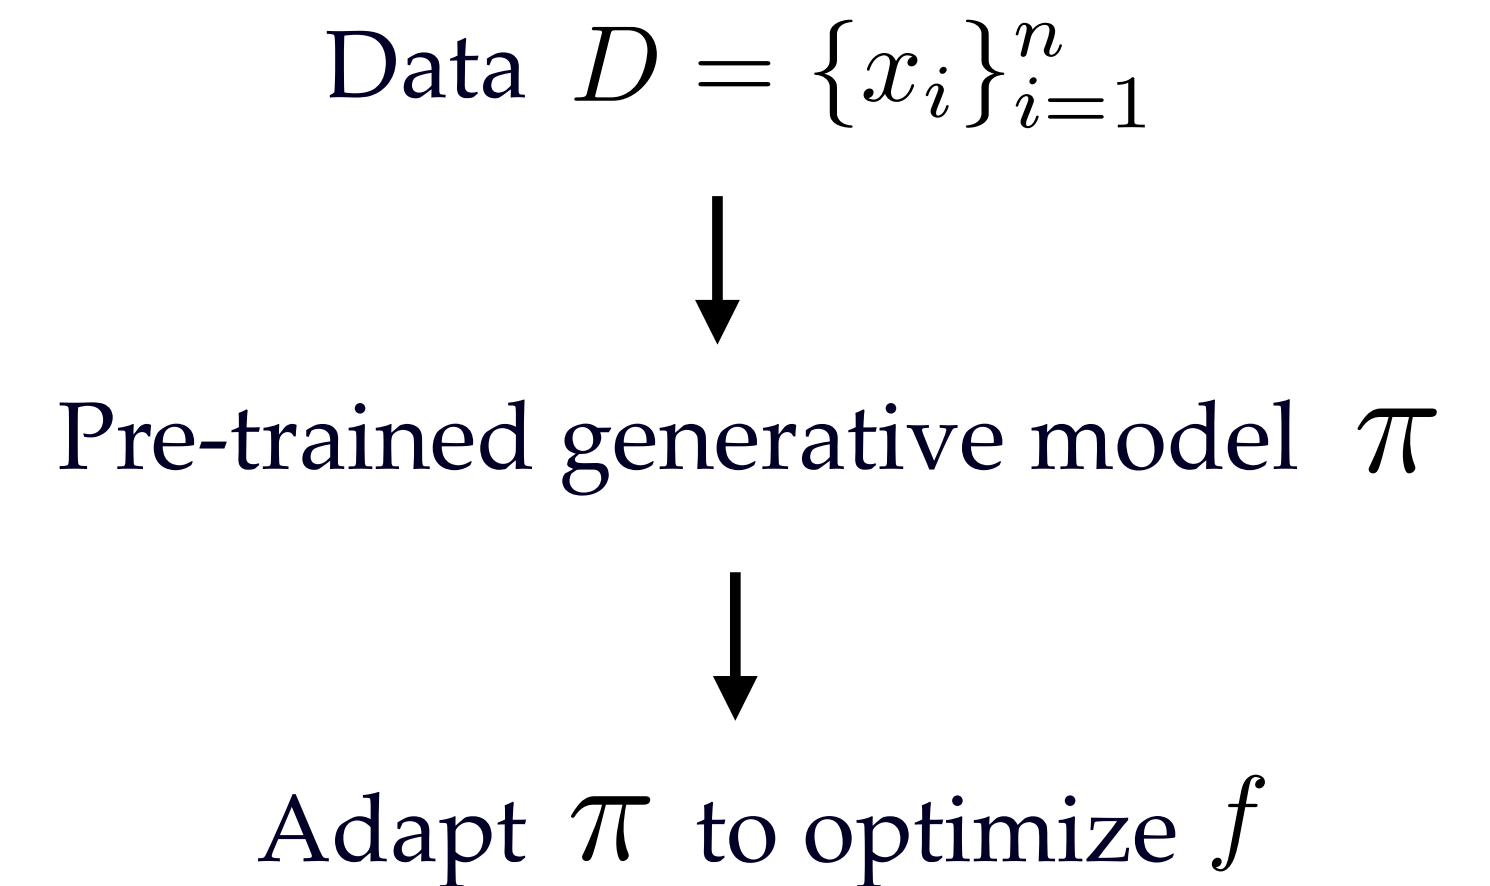 Data $D = \{x_i\}_{i=1}^{n}$
Pre-trained generative model $\pi$
Adapt $\pi$ to optimize $f$